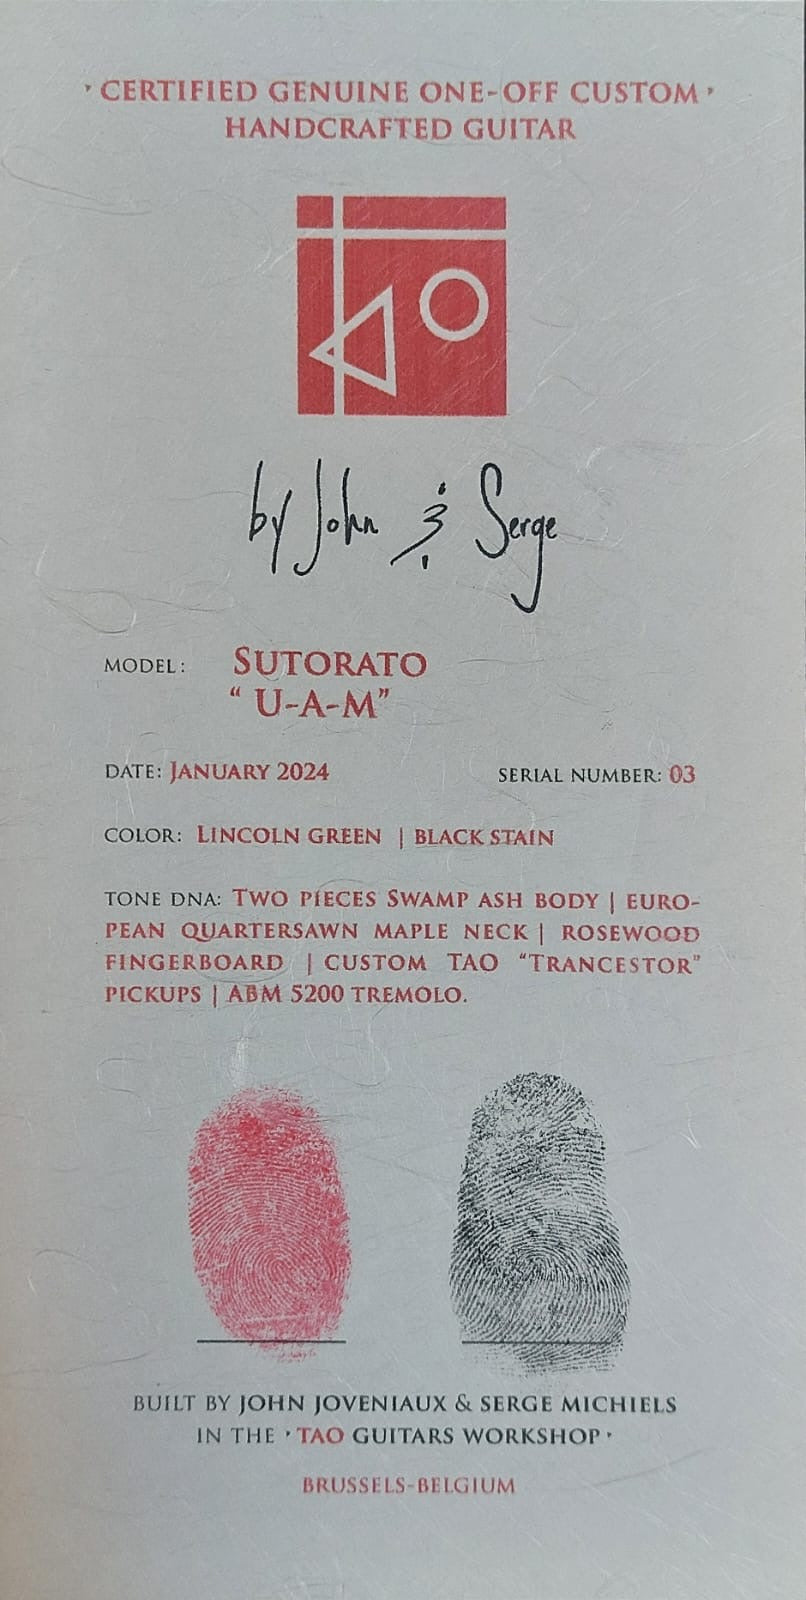 · CERTIFIED GENUINE ONE-OFF CUSTOM ·
HANDCRAFTED GUITAR
by John & Serge
MODEL: SUTORATO
“ U-A-M”
DATE: JANUARY 2024 SERIAL NUMBER: 03
COLOR: LINCOLN GREEN | BLACK STAIN
TONE DNA: TWO PIECES SWAMP ASH BODY | EURO-
PEAN QUARTERSAWN MAPLE NECK | ROSEWOOD
FINGERBOARD | CUSTOM TAO “TRANCESTOR”
PICKUPS | ABM 5200 TREMOLO.
BUILT BY JOHN JOVENIAUX & SERGE MICHIELS
IN THE · TAO GUITARS WORKSHOP ·
BRUSSELS-BELGIUM